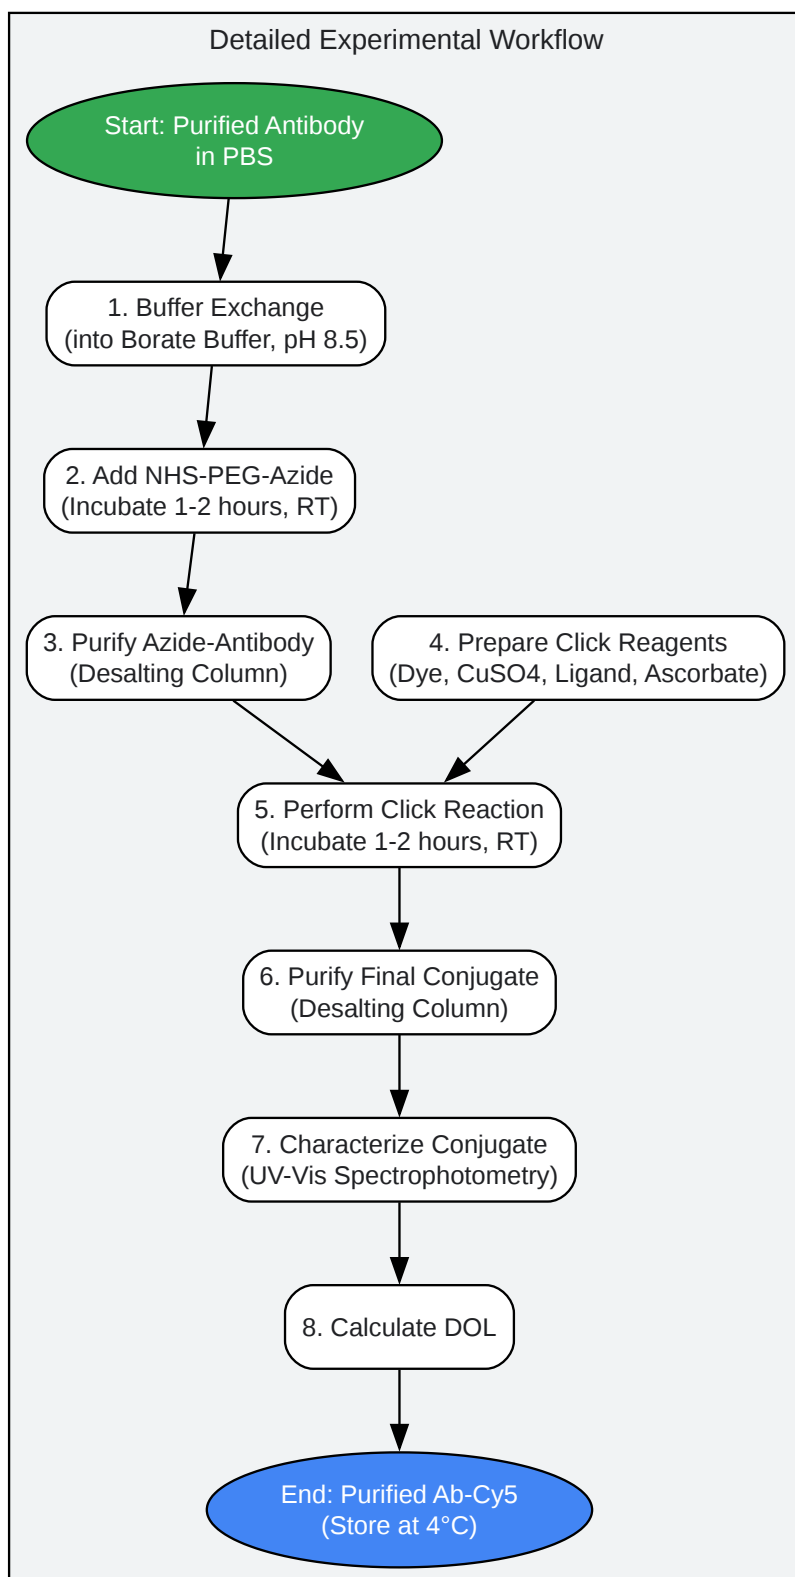 Detailed Experimental Workflow
Start: Purified Antibody
in PBS
1. Buffer Exchange
(into Borate Buffer, pH 8.5)
2. Add NHS-PEG-Azide
(Incubate 1-2 hours, RT)
3. Purify Azide-Antibody
(Desalting Column)
4. Prepare Click Reagents
(Dye, CuSO4, Ligand, Ascorbate)
5. Perform Click Reaction
(Incubate 1-2 hours, RT)
6. Purify Final Conjugate
(Desalting Column)
7. Characterize Conjugate
(UV-Vis Spectrophotometry)
8. Calculate DOL
End: Purified Ab-Cy5
(Store at 4°C)